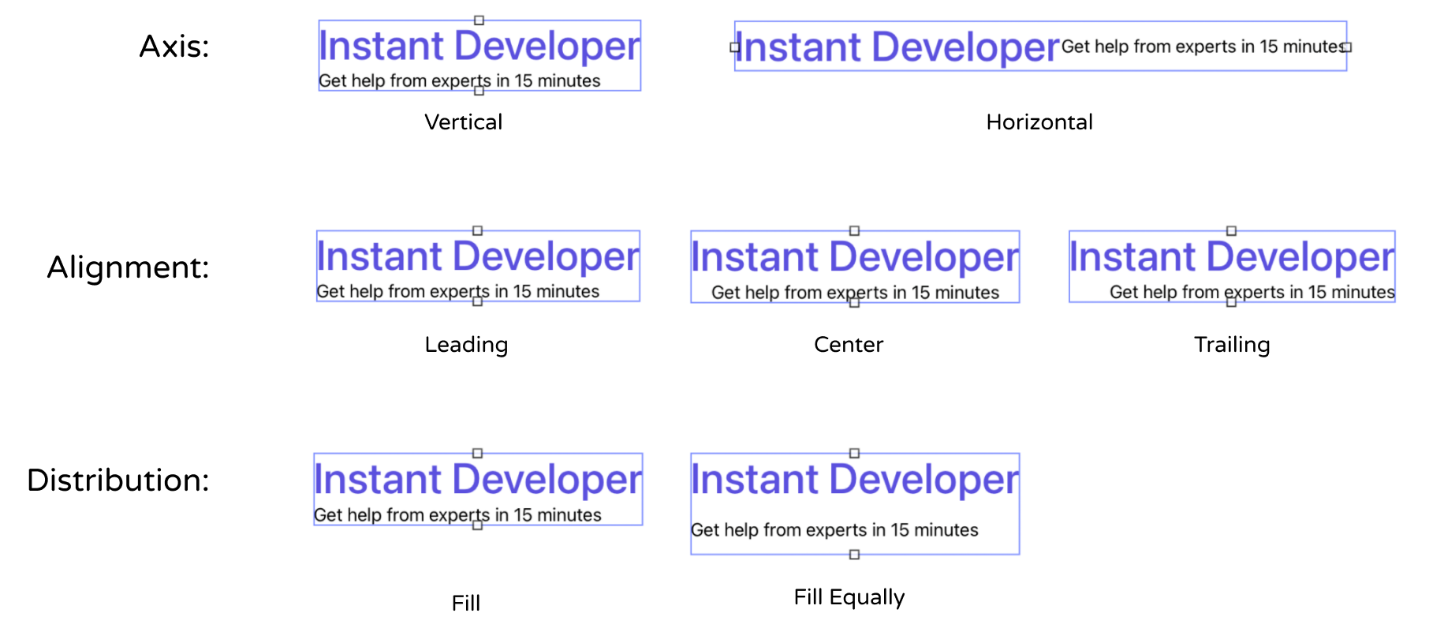 Axis:
Instant Developer
Get help from experts in 15 minutes
Vertical
Instant Developer Get help from experts in 15 minutes
Horizontal
Alignment:
Instant Developer
Get help from experts in 15 minutes
Leading
Instant Developer
Get help from experts in 15 minutes
Center
Instant Developer
Get help from experts in 15 minutes
Trailing
Distribution:
Instant Developer
Get help from experts in 15 minutes
Fill
Instant Developer
Get help from experts in 15 minutes
Fill Equally